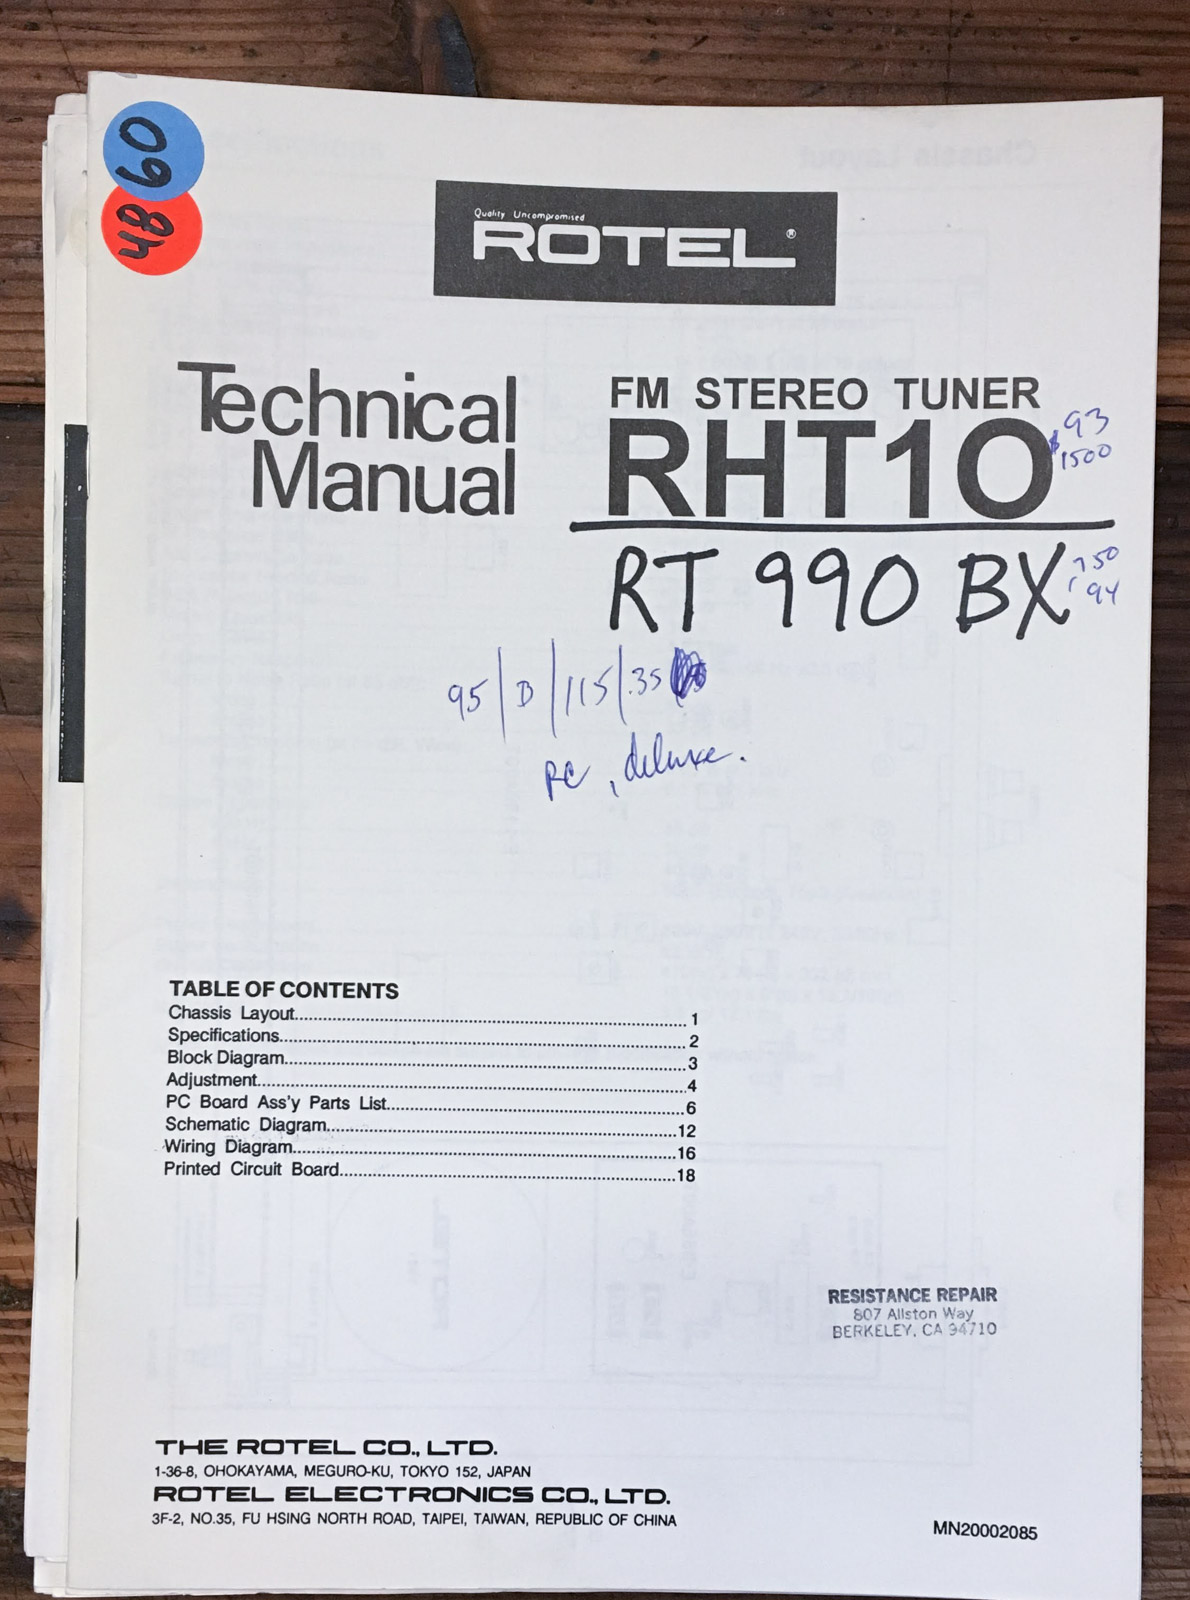 60
48
Quality Uncompromised
ROTEL®
Technical
Manual
FM STEREO TUNER
RHT10
$ 93
1500
RT 990 BX
750
94
95 | B | 115 | .35
PC, deluxe.
TABLE OF CONTENTS
Chassis Layout.......... 1
Specifications.......... 2
Block Diagram.......... 3
Adjustment.......... 4
PC Board Ass'y Parts List.......... 6
Schematic Diagram.......... 12
Wiring Diagram.......... 16
Printed Circuit Board.......... 18
RESISTANCE REPAIR
807 Allston Way
BERKELEY, CA 94710
THE ROTEL CO., LTD.
1-36-8, OHOKAYAMA, MEGURO-KU, TOKYO 152, JAPAN
ROTEL ELECTRONICS CO., LTD.
3F-2, NO.35, FU HSING NORTH ROAD, TAIPEI, TAIWAN, REPUBLIC OF CHINA
MN20002085